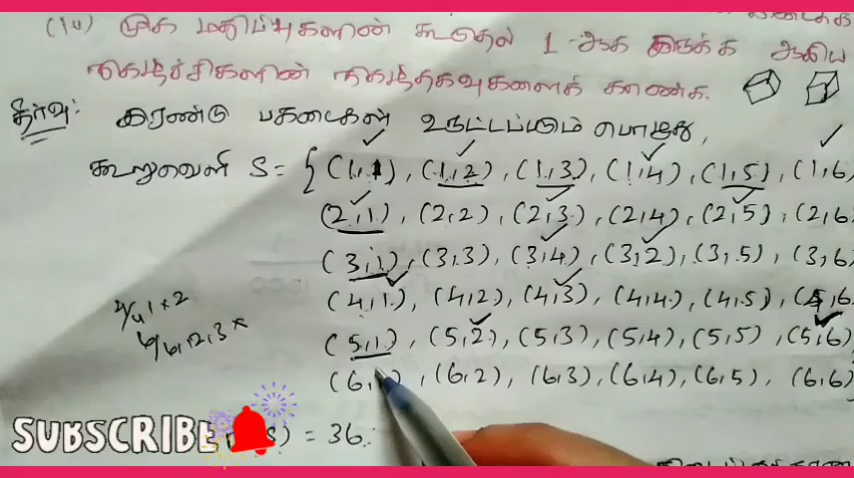 (iv) முக மதிப்புகளின் கூடுதல் 1-ஆக இருக்க ஆகிய
நிகழ்ச்சிகளின் நிகழ்தகவுகளைக் காண்க.
தீர்வு: இரண்டு பகடைகள் உருட்டப்படும் பொழுது,
கூறுவெளி S = { (1,1), (1,2), (1,3), (1,4), (1,5), (1,6)
(2,1), (2,2), (2,3), (2,4), (2,5), (2,6
(3,1), (3,3), (3,4), (3,2), (3,5), (3,6)
(4,1), (4,2), (4,3), (4,4), (4,5), (4,6
(5,1), (5,2), (5,3), (5,4), (5,5), (5,6)
(6,1), (6,2), (6,3), (6,4), (6,5), (6,6)
SUBSCRIBE S) = 36.